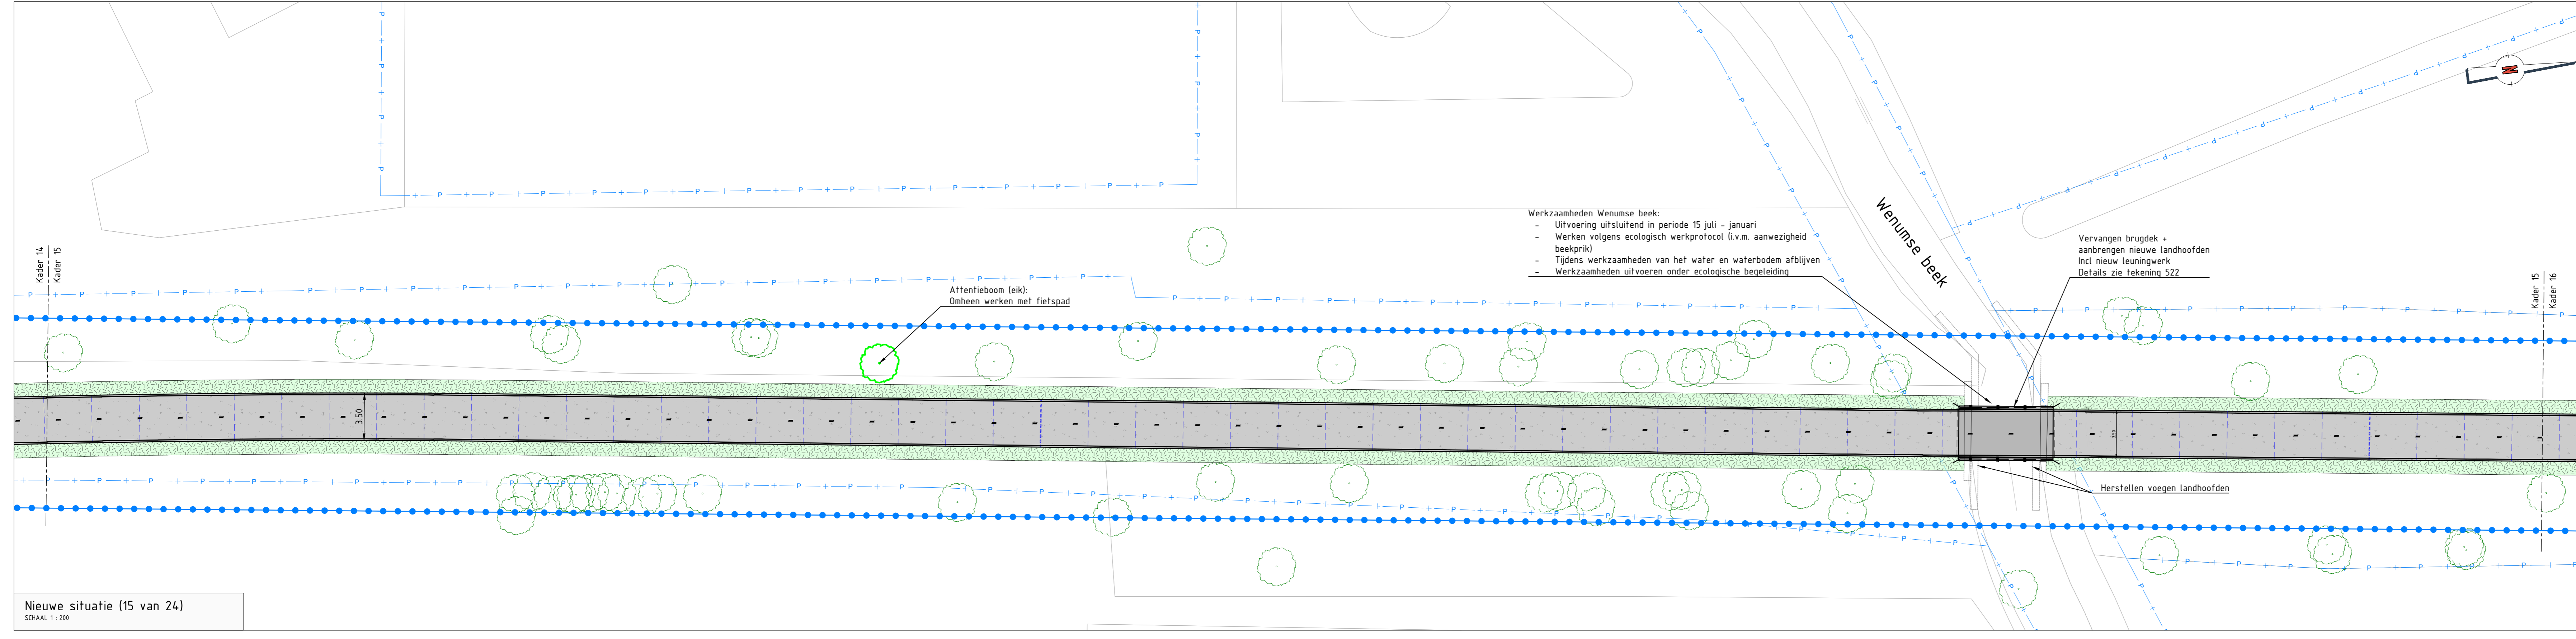 Kader 14
Kader 15
Attentieboom (eik):
Omheen werken met fietspad
3.50
Werkzaamheden Wenumse beek:
- Uitvoering uitsluitend in periode 15 juli - januari
- Werken volgens ecologisch werkprotocol (i.v.m. aanwezigheid
beekprik)
- Tijdens werkzaamheden van het water en waterbodem afblijven
- Werkzaamheden uitvoeren onder ecologische begeleiding
Wenumse beek
Vervangen brugdek +
aanbrengen nieuwe landhoofden
Incl nieuw leuningwerk
Details zie tekening 522
N
Kader 15
Kader 16
Herstellen voegen landhoofden
Nieuwe situatie (15 van 24)
SCHAAL 1 : 200